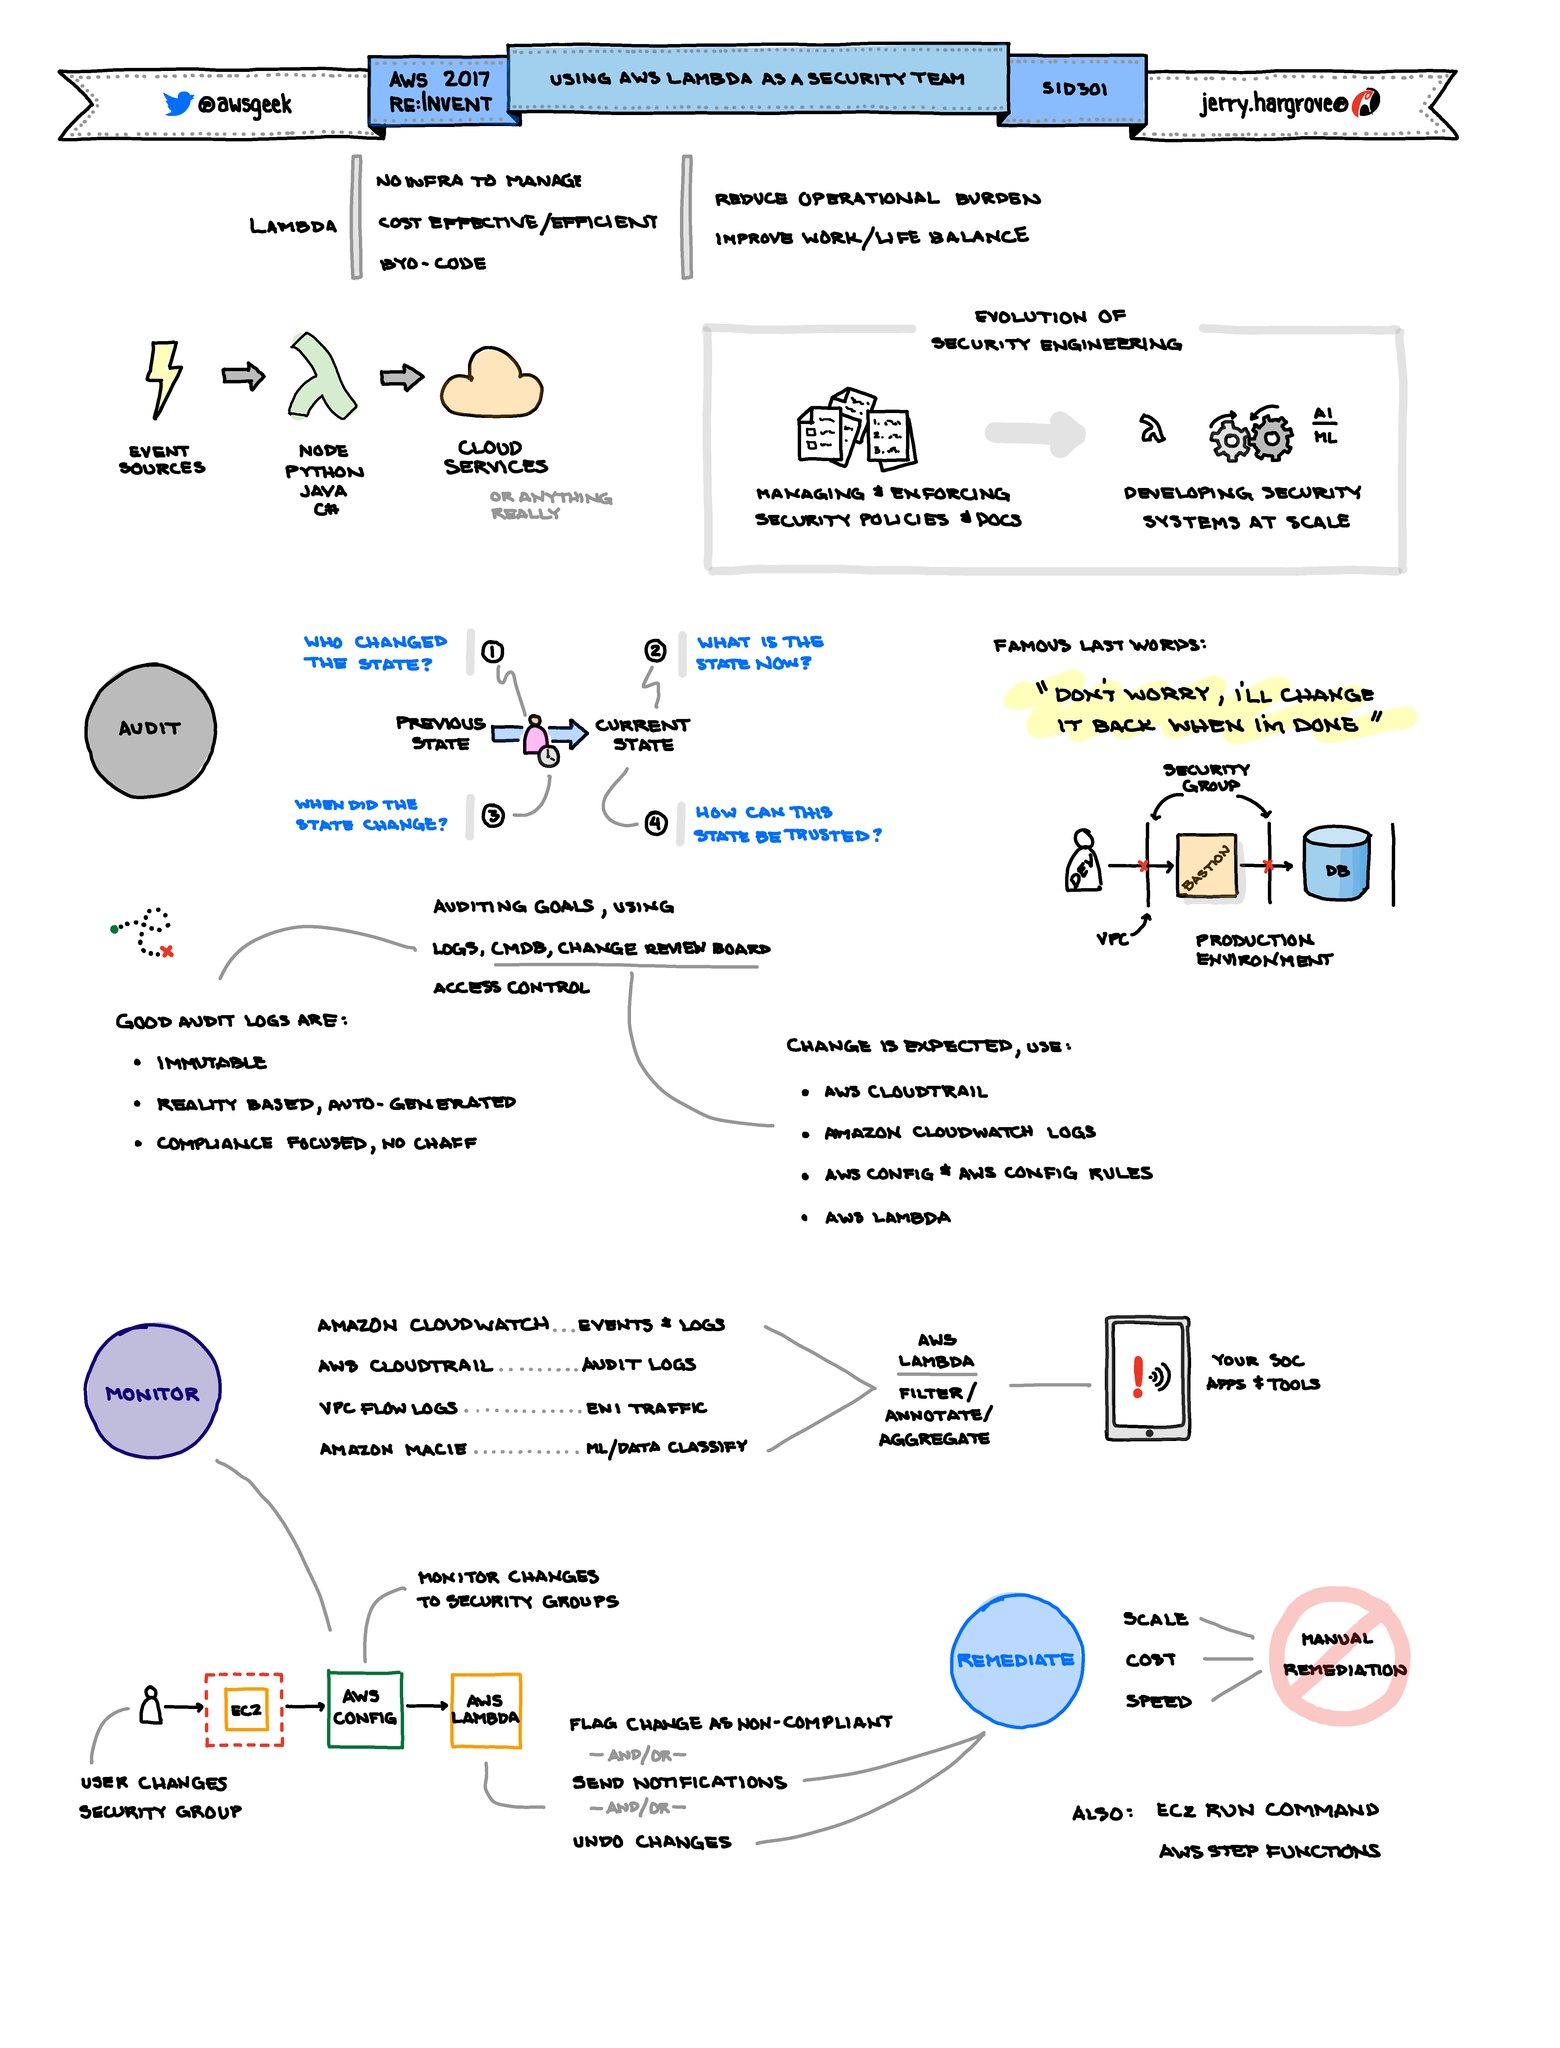 @awsgeek
AWS 2017
RE:INVENT
USING AWS LAMBDA AS A SECURITY TEAM
SID301
jerry.hargrove@
LAMBDA
NO INFRA TO MANAGE
COST EFFECTIVE/EFFICIENT
BYO-CODE
REDUCE OPERATIONAL BURDEN
IMPROVE WORK/LIFE BALANCE
EVENT
SOURCES
NODE
PYTHON
JAVA
C#
CLOUD
SERVICES
OR ANYTHING
REALLY
EVOLUTION OF
SECURITY ENGINEERING
MANAGING & ENFORCING
SECURITY POLICIES & DOCS
1.
2.
3.
AI
ML
DEVELOPING SECURITY
SYSTEMS AT SCALE
AUDIT
WHO CHANGED
THE STATE?
1
2
WHAT IS THE
STATE NOW?
PREVIOUS
STATE
CURRENT
STATE
WHEN DID THE
STATE CHANGE?
3
4
HOW CAN THIS
STATE BE TRUSTED?
FAMOUS LAST WORDS:
"DON'T WORRY, I'LL CHANGE
IT BACK WHEN I'M DONE"
SECURITY
GROUP
DEV
BASTION
DB
VPC
PRODUCTION
ENVIRONMENT
AUDITING GOALS, USING
LOGS, CMDB, CHANGE REVIEW BOARD
ACCESS CONTROL
GOOD AUDIT LOGS ARE:
• IMMUTABLE
• REALITY BASED, AUTO-GENERATED
• COMPLIANCE FOCUSED, NO CHAFF
CHANGE IS EXPECTED, USE:
• AWS CLOUDTRAIL
• AMAZON CLOUDWATCH LOGS
• AWS CONFIG & AWS CONFIG RULES
• AWS LAMBDA
MONITOR
AMAZON CLOUDWATCH...EVENTS & LOGS
AWS CLOUDTRAIL.........AUDIT LOGS
VPC FLOW LOGS.............ENI TRAFFIC
AMAZON MACIE.............ML/DATA CLASSIFY
AWS
LAMBDA
FILTER/
ANNOTATE/
AGGREGATE
!
YOUR SOC
APPS & TOOLS
MONITOR CHANGES
TO SECURITY GROUPS
EC2
AWS
CONFIG
AWS
LAMBDA
USER CHANGES
SECURITY GROUP
FLAG CHANGE AS NON-COMPLIANT
-AND/OR-
SEND NOTIFICATIONS
-AND/OR-
UNDO CHANGES
REMEDIATE
SCALE
COST
SPEED
MANUAL
REMEDIATION
ALSO: EC2 RUN COMMAND
AWS STEP FUNCTIONS